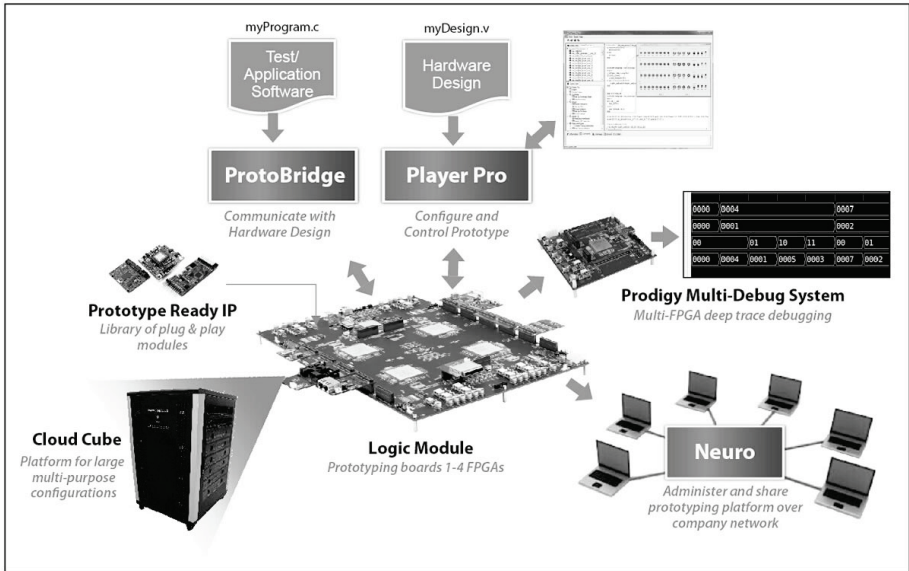 myProgram.c
myDesign.v
Test/
Application
Software
Hardware
Design
ProtoBridge
Player Pro
Communicate with
Hardware Design
Configure and
Control Prototype
0000 0004 0007
0000 0001 0002
00 01 10 11 00 01
0000 0004 0001 0005 0003 0007 0002
Prototype Ready IP
Library of plug & play
modules
Prodigy Multi-Debug System
Multi-FPGA deep trace debugging
Cloud Cube
Platform for large
multi-purpose
configurations
Logic Module
Prototyping boards 1-4 FPGAs
Neuro
Administer and share
prototyping platform over
company network